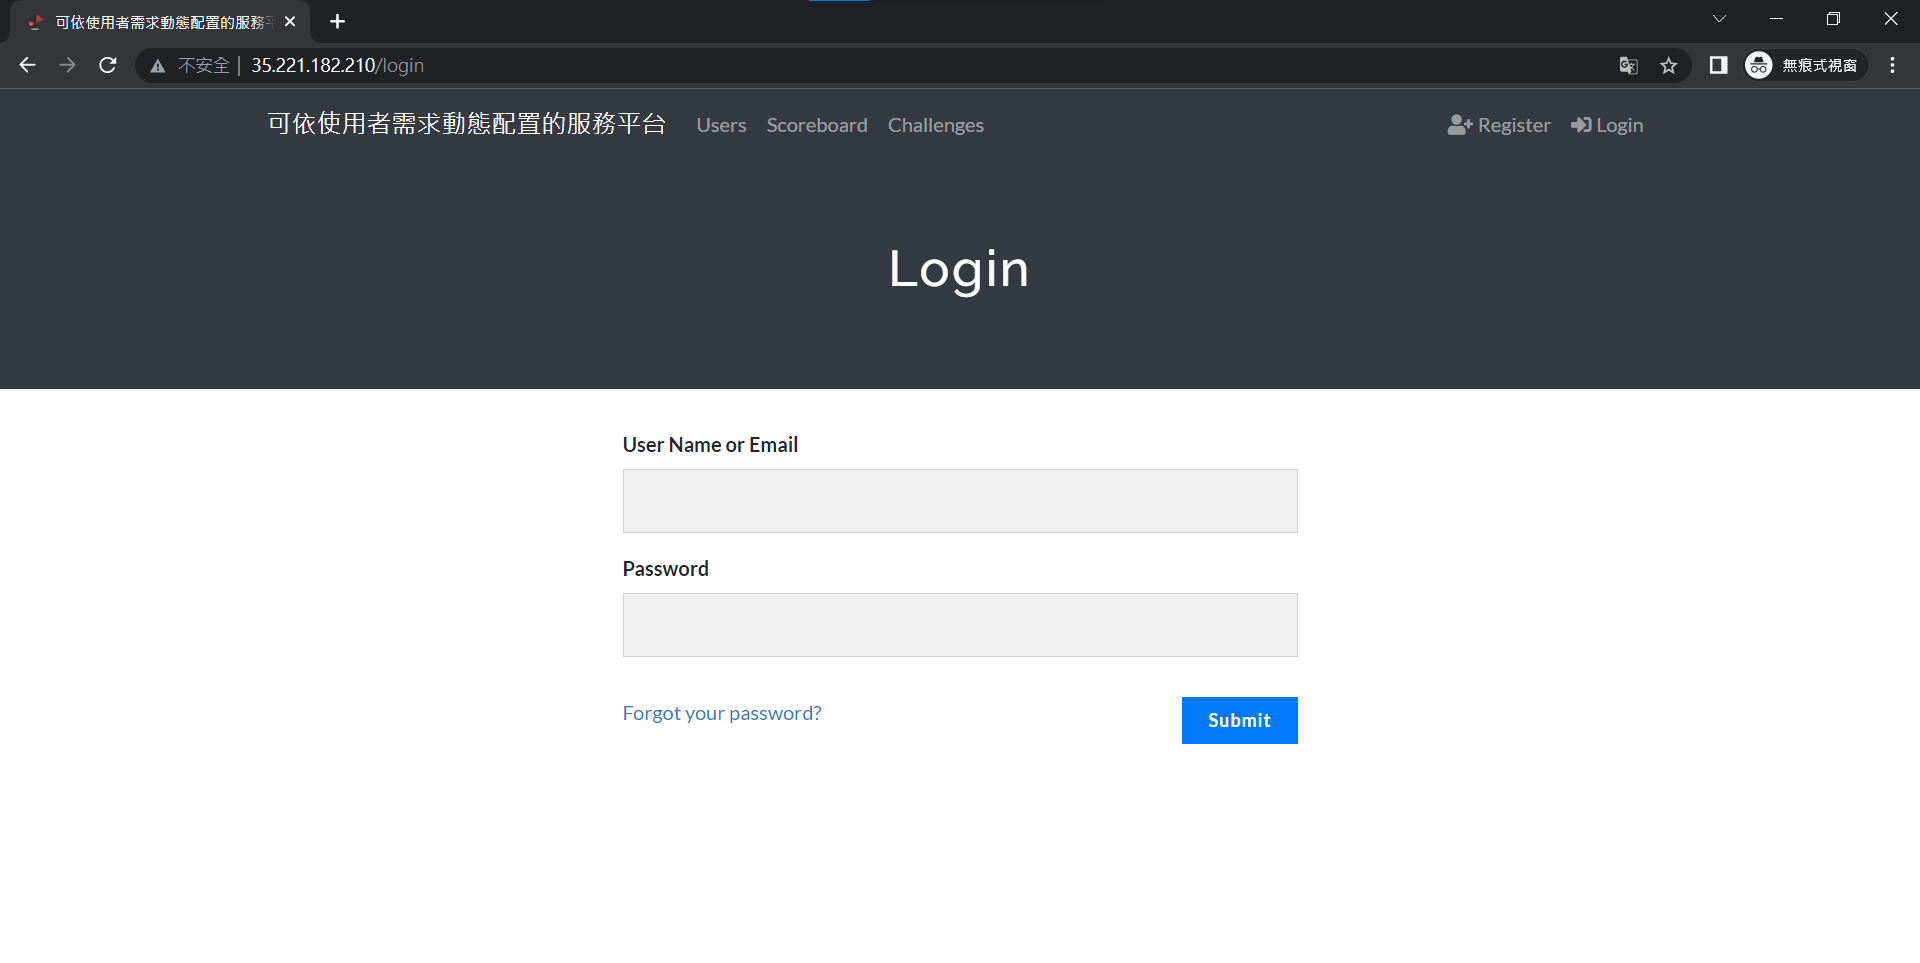 可依使用者需求動態配置的服務
不安全 35.221.182.210/login
無痕式視窗
可依使用者需求動態配置的服務平台 Users Scoreboard Challenges Register Login
Login
User Name or Email
Password
Forgot your password? Submit